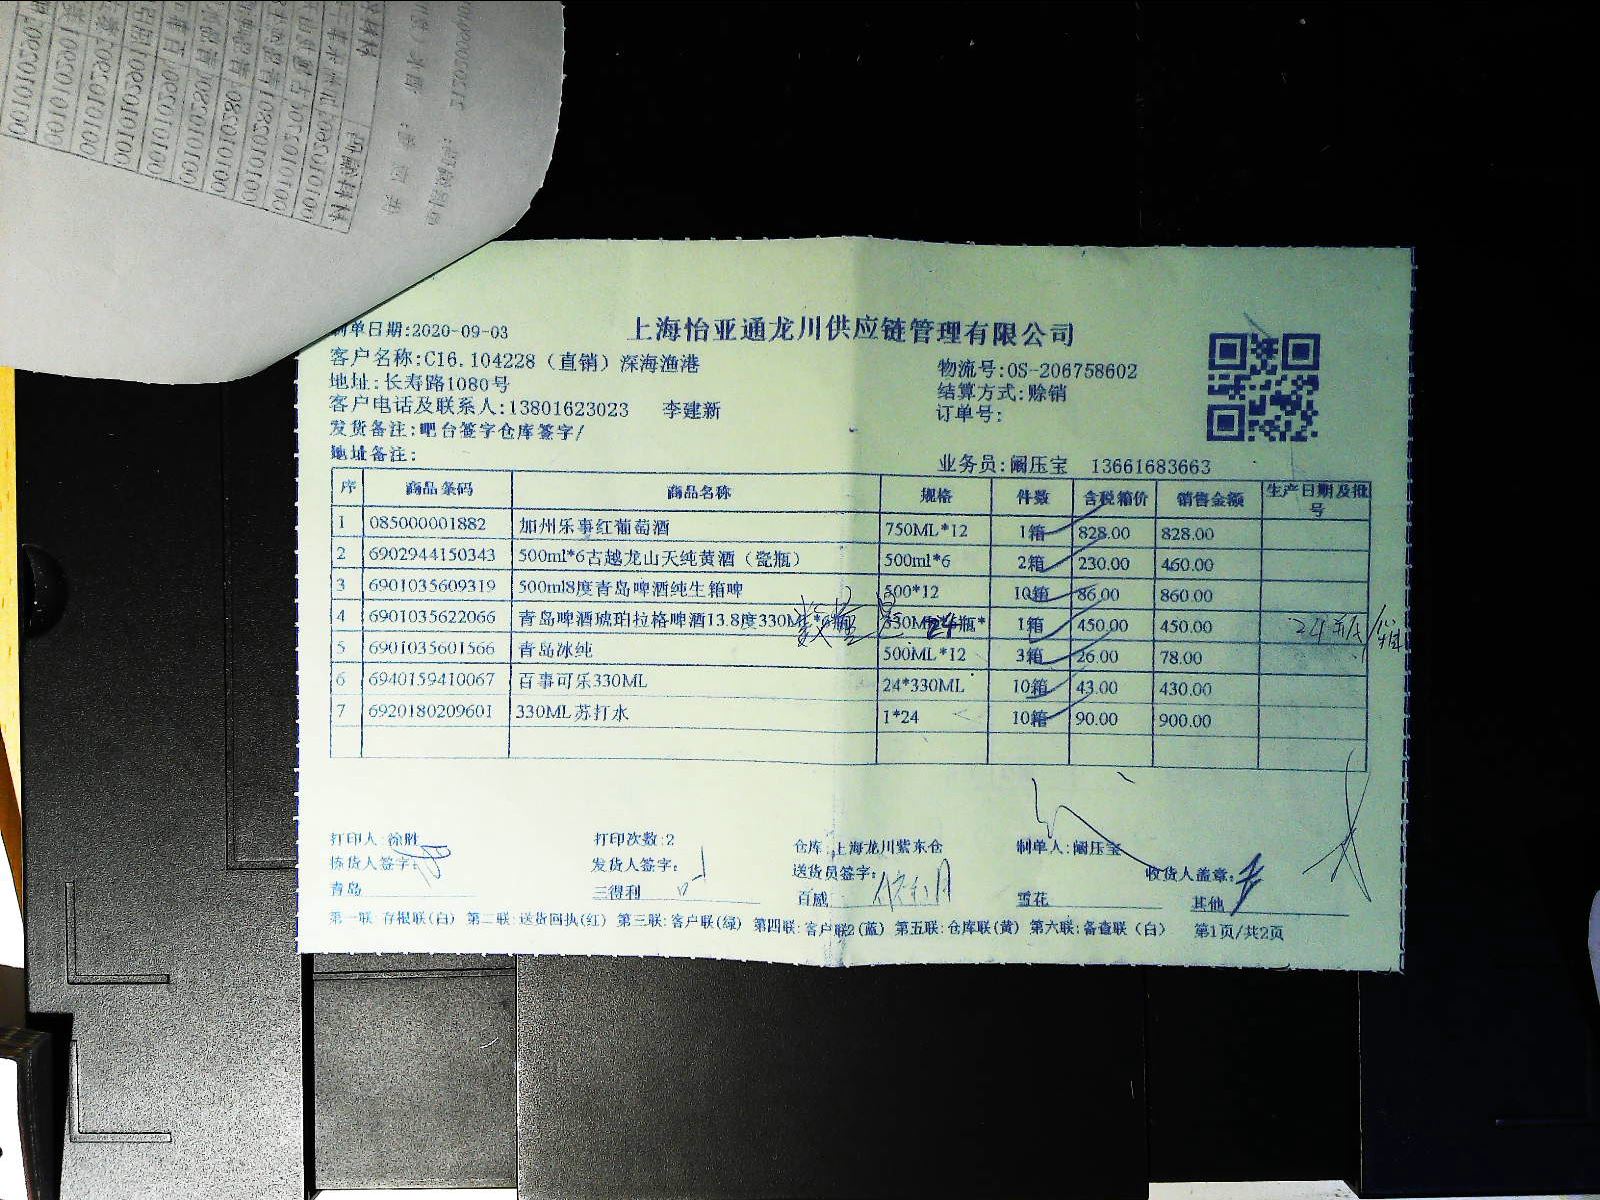 制单日期:2020-09-03
上海怡亚通龙川供应链管理有限公司
客户名称:C16.104228（直销）深海渔港
物流号:OS-206758602
地址:长寿路1080号
结算方式:赊销
客户电话及联系人:13801623023 李建新
订单号:
发货备注:吧台签字仓库签字/
地址备注:
业务员:阚压宝 13661683663
序 商品条码 商品名称 规格 件数 含税箱价 销售金额 生产日期及批号
1 085000001882 加州乐事红葡萄酒 750ML*12 1箱 828.00 828.00
2 6902944150343 500ml*6古越龙山天纯黄酒（瓷瓶） 500ml*6 2箱 230.00 460.00
3 6901035609319 500ml8度青岛啤酒纯生箱啤 500*12 10箱 86.00 860.00
4 6901035622066 青岛啤酒琥珀拉格啤酒13.8度330ML 330ML 瓶* 24 1箱 450.00 450.00 24瓶/箱
5 6901035601566 青岛冰纯 500ML*12 3箱 26.00 78.00
6 6940159410067 百事可乐330ML 24*330ML 10箱 43.00 430.00
7 6920180209601 330ML苏打水 1*24 10箱 90.00 900.00
打印人:徐胜 打印次数:2 仓库:上海龙川紫东仓 制单人:阚压宝
拣货人签字: 发货人签字: 送货员签字: 收货人盖章:
青岛 三得利 百威 雪花 其他
第一联:存根联(白) 第二联:送货回执(红) 第三联:客户联(绿) 第四联:客户联2(蓝) 第五联:仓库联(黄) 第六联:备查联（白） 第1页/共2页